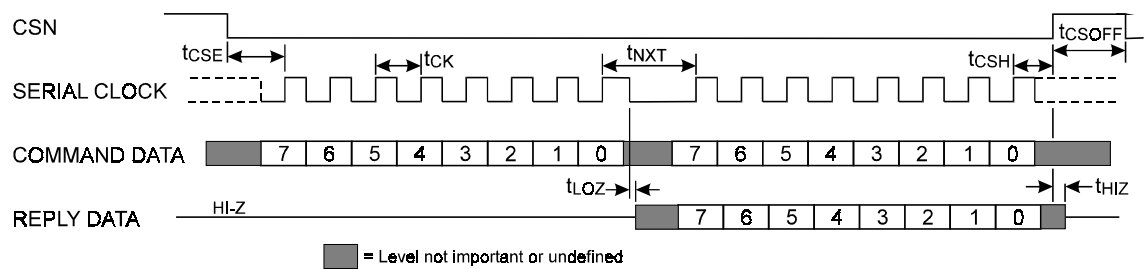 CSN
tCSOFF
tCSE tCK tNXT tCSH
SERIAL CLOCK
COMMAND DATA 7 6 5 4 3 2 1 0 7 6 5 4 3 2 1 0
tLOZ tHIZ
REPLY DATA HI-Z 7 6 5 4 3 2 1 0
= Level not important or undefined